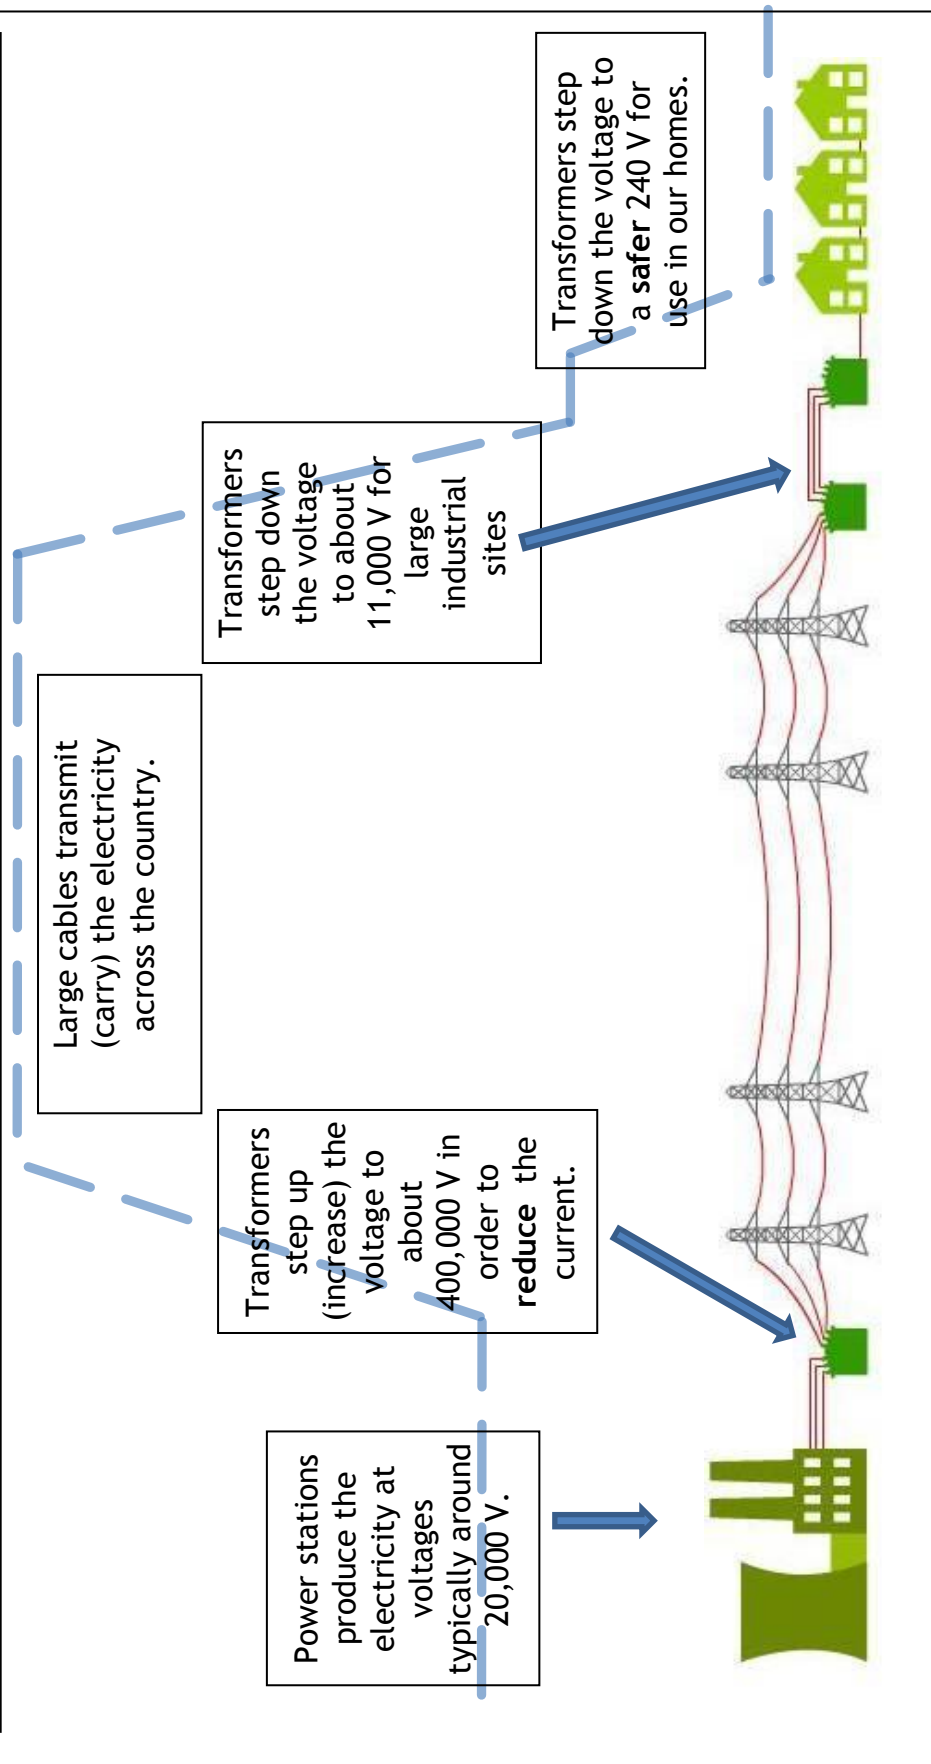 Power stations
produce the
electricity at
voltages
typically around
20,000 V.
Transformers
step up
(increase) the
voltage to
about
400,000 V in
order to
reduce the
current.
Large cables transmit
(carry) the electricity
across the country.
Transformers
step down
the voltage
to about
11,000 V for
large
industrial
sites
Transformers step
down the voltage to
a safer 240 V for
use in our homes.